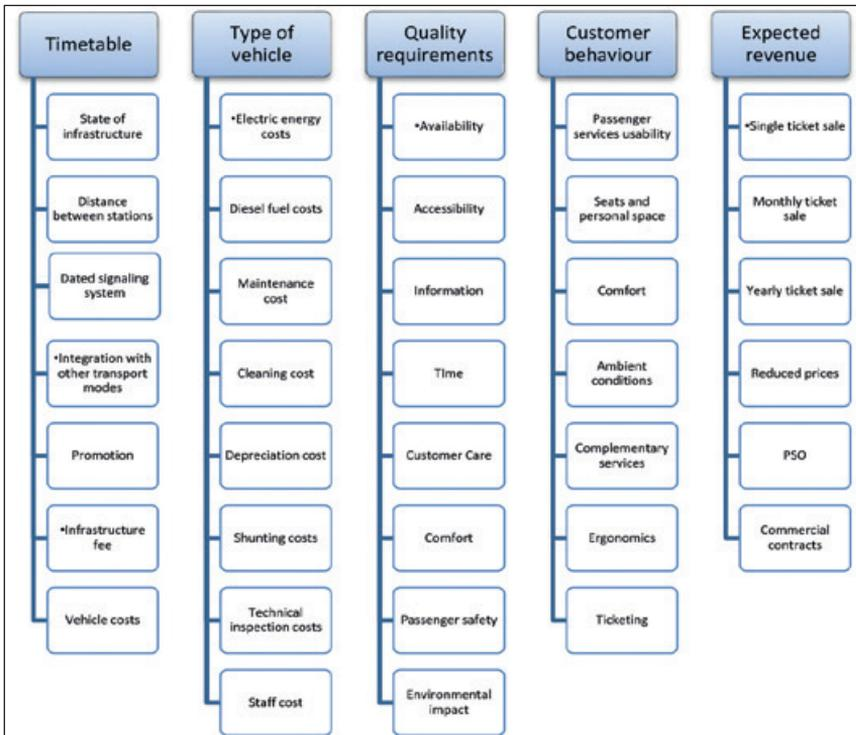 Timetable
State of
infrastructure
Distance
between stations
Dated signaling
system
•Integration with
other transport
modes
Promotion
•Infrastructure
fee
Vehicle costs
Type of
vehicle
•Electric energy
costs
Diesel fuel costs
Maintenance
cost
Cleaning cost
Depreciation cost
Shunting costs
Technical
inspection costs
Staff cost
Quality
requirements
•Availability
Accessibility
Information
TIme
Customer Care
Comfort
Passenger safety
Environmental
impact
Customer
behaviour
Passenger
services usability
Seats and
personal space
Comfort
Ambient
conditions
Complementary
services
Ergonomics
Ticketing
Expected
revenue
•Single ticket sale
Monthly ticket
sale
Yearly ticket sale
Reduced prices
PSO
Commercial
contracts